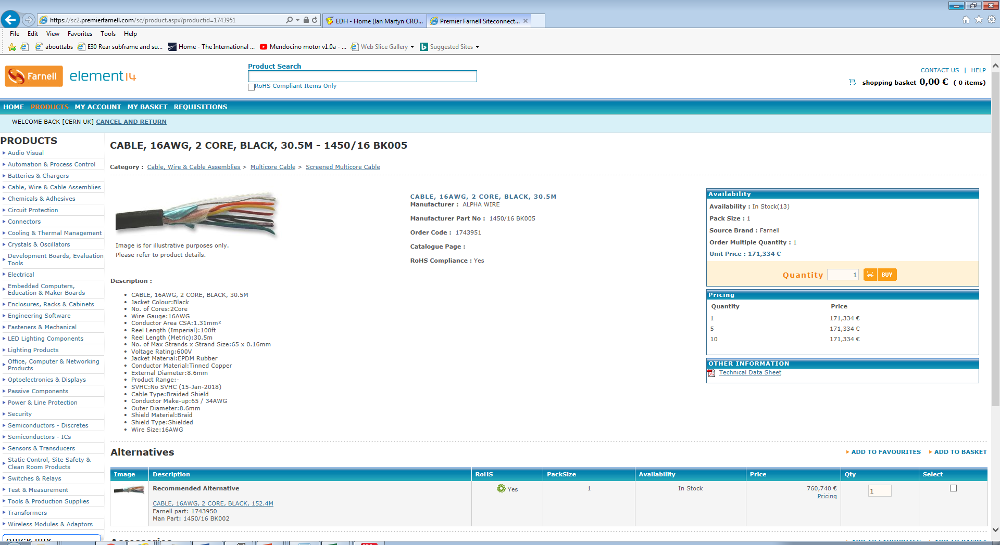 https://sc2.premierfarnell.com/sc/product.aspx?productid=1743951
EDH - Home (Ian Martyn CRO...
Premier Farnell Siteconnect...
File Edit View Favorites Tools Help
abouttabs
E30 Rear subframe and su...
Home - The International ...
Mendocino motor v1.0a - ...
Web Slice Gallery
Suggested Sites
Farnell
element14
Product Search
RoHS Compliant Items Only
CONTACT US | HELP
shopping basket 0,00 € ( 0 items)
HOME PRODUCTS MY ACCOUNT MY BASKET REQUISITIONS
WELCOME BACK [CERN UK] CANCEL AND RETURN
PRODUCTS
Audio Visual
Automation & Process Control
Batteries & Chargers
Cable, Wire & Cable Assemblies
Chemicals & Adhesives
Circuit Protection
Connectors
Cooling & Thermal Management
Crystals & Oscillators
Development Boards, Evaluation
Tools
Electrical
Embedded Computers,
Education & Maker Boards
Enclosures, Racks & Cabinets
Engineering Software
Fasteners & Mechanical
LED Lighting Components
Lighting Products
Office, Computer & Networking
Products
Optoelectronics & Displays
Passive Components
Power & Line Protection
Security
Semiconductors - Discretes
Semiconductors - ICs
Sensors & Transducers
Static Control, Site Safety &
Clean Room Products
Switches & Relays
Test & Measurement
Tools & Production Supplies
Transformers
Wireless Modules & Adaptors
QUICK BUY
CABLE, 16AWG, 2 CORE, BLACK, 30.5M - 1450/16 BK005
Category : Cable, Wire & Cable Assemblies > Multicore Cable > Screened Multicore Cable
Image is for illustrative purposes only.
Please refer to product details.
CABLE, 16AWG, 2 CORE, BLACK, 30.5M
Manufacturer : ALPHA WIRE
Manufacturer Part No : 1450/16 BK005
Order Code : 1743951
Catalogue Page :
RoHS Compliance : Yes
Availability
Availability : In Stock(13)
Pack Size : 1
Source Brand : Farnell
Order Multiple Quantity : 1
Unit Price : 171,334 €
Quantity 1 BUY
Pricing
Quantity Price
1 171,334 €
5 171,334 €
10 171,334 €
OTHER INFORMATION
Technical Data Sheet
Description :
CABLE, 16AWG, 2 CORE, BLACK, 30.5M
Jacket Colour:Black
No. of Cores:2Core
Wire Gauge:16AWG
Conductor Area CSA:1.31mm²
Reel Length (Imperial):100ft
Reel Length (Metric):30.5m
No. of Max Strands x Strand Size:65 x 0.16mm
Voltage Rating:600V
Jacket Material:EPDM Rubber
Conductor Material:Tinned Copper
External Diameter:8.6mm
Product Range:-
SVHC:No SVHC (15-Jan-2018)
Cable Type:Braided Shield
Conductor Make-up:65 / 34AWG
Outer Diameter:8.6mm
Shield Material:Braid
Shield Type:Shielded
Wire Size:16AWG
Alternatives
ADD TO FAVOURITES ADD TO BASKET
Image Description RoHS PackSize Availability Price Qty Select
Recommended Alternative
Yes 1 In Stock 760,740 € 1
Pricing
CABLE, 16AWG, 2 CORE, BLACK, 152.4M
Farnell part: 1743950
Man Part: 1450/16 BK002
Accessories
ADD TO FAVOURITES ADD TO BASKET